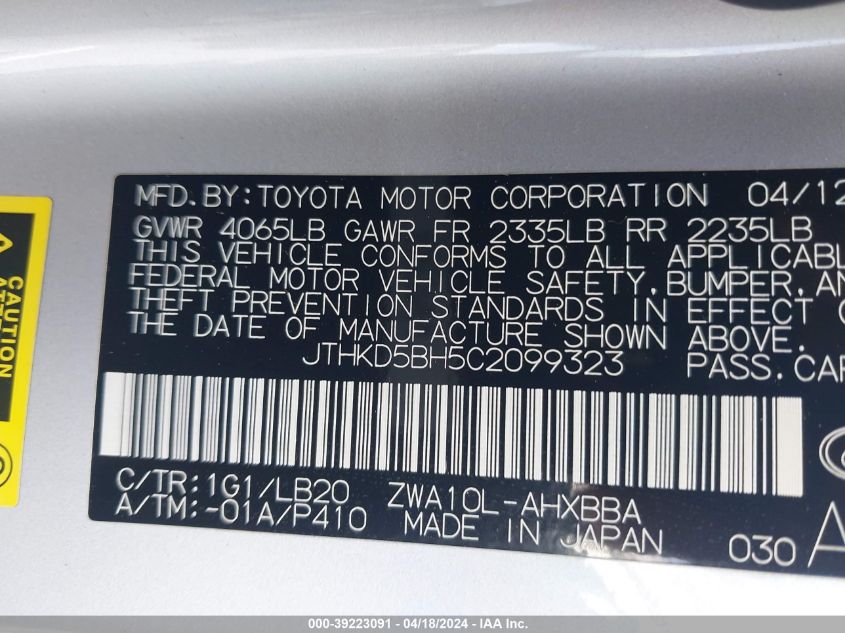 MFD. BY: TOYOTA MOTOR CORPORATION 04/12
GVWR 4065LB GAWR FR 2335LB RR 2235LB
THIS VEHICLE CONFORMS TO ALL APPLICABL
FEDERAL MOTOR VEHICLE SAFETY, BUMPER, AN
THEFT PREVENTION STANDARDS IN EFFECT
THE DATE OF MANUFACTURE SHOWN ABOVE.
JTHKD5BH5C2099323 PASS. CAR
C/TR: 1G1/LB20 ZWA10L-AHXBBA
A/TM: -01A/P410 MADE IN JAPAN 030 A
CAUTION
000-39223091 - 04/18/2024 - IAA Inc.